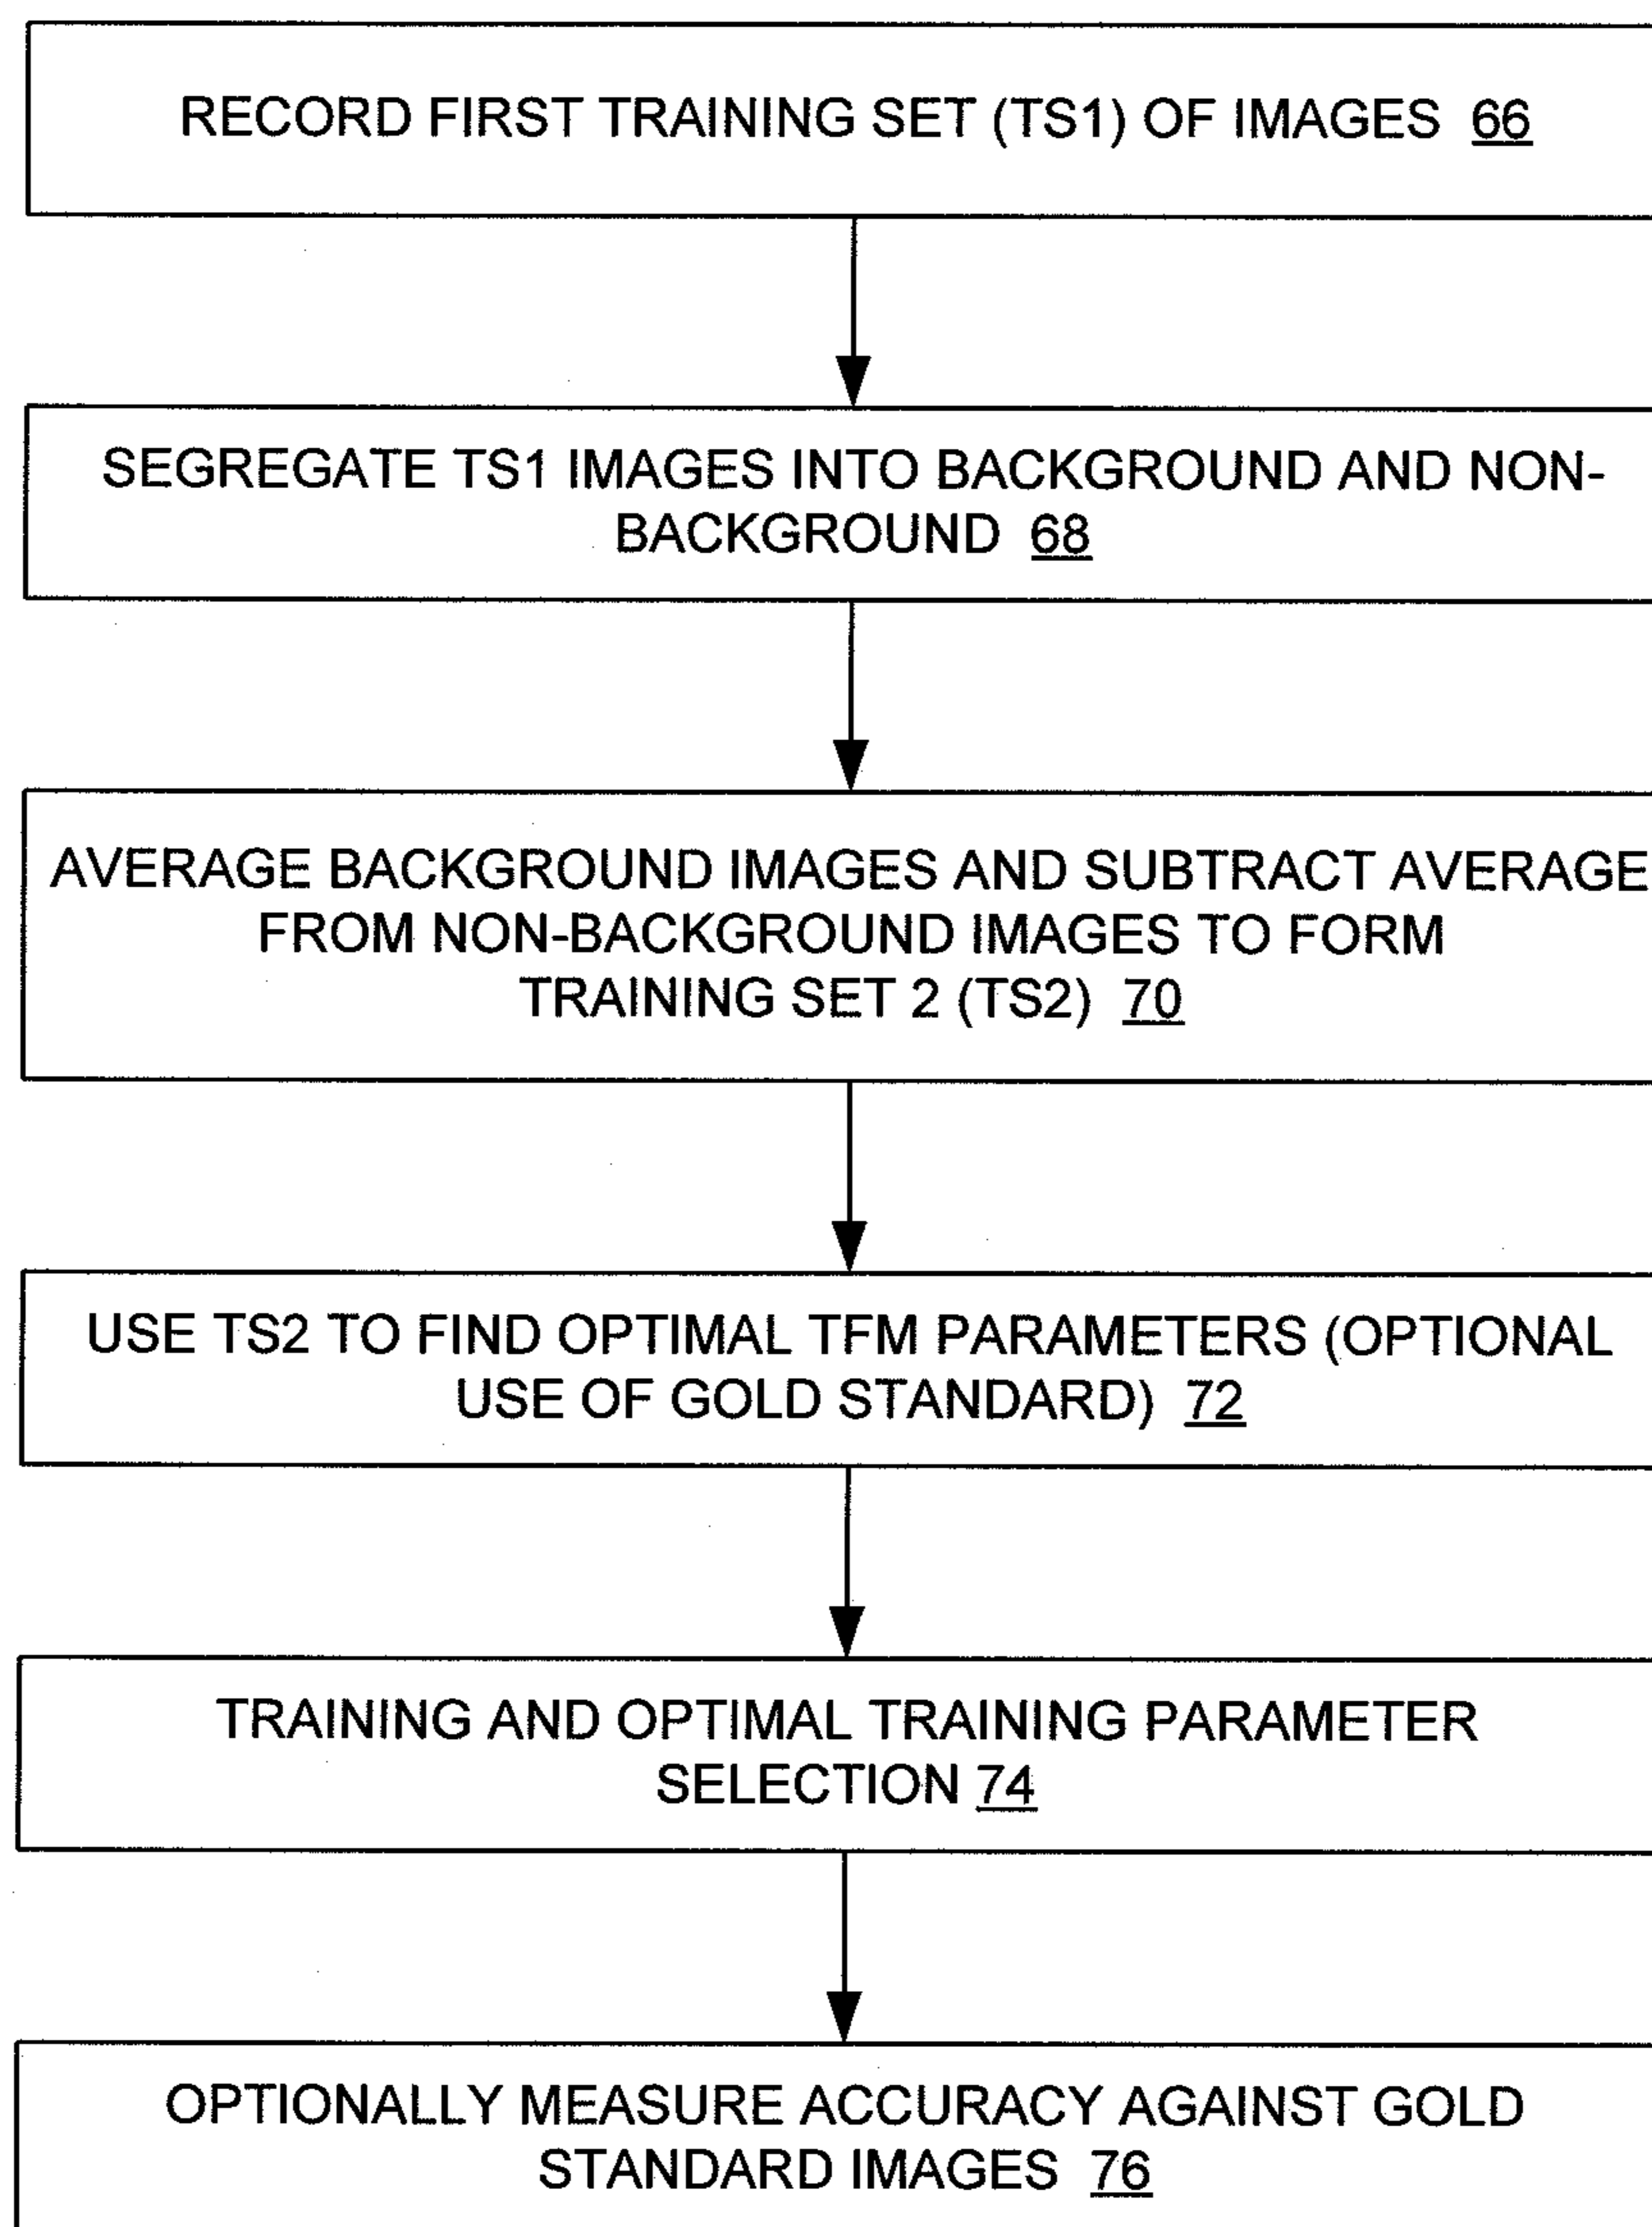 RECORD FIRST TRAINING SET (TS1) OF IMAGES 66
SEGREGATE TS1 IMAGES INTO BACKGROUND AND NON-
BACKGROUND 68
AVERAGE BACKGROUND IMAGES AND SUBTRACT AVERAGE
FROM NON-BACKGROUND IMAGES TO FORM
TRAINING SET 2 (TS2) 70
USE TS2 TO FIND OPTIMAL TFM PARAMETERS (OPTIONAL
USE OF GOLD STANDARD) 72
TRAINING AND OPTIMAL TRAINING PARAMETER
SELECTION 74
OPTIONALLY MEASURE ACCURACY AGAINST GOLD
STANDARD IMAGES 76